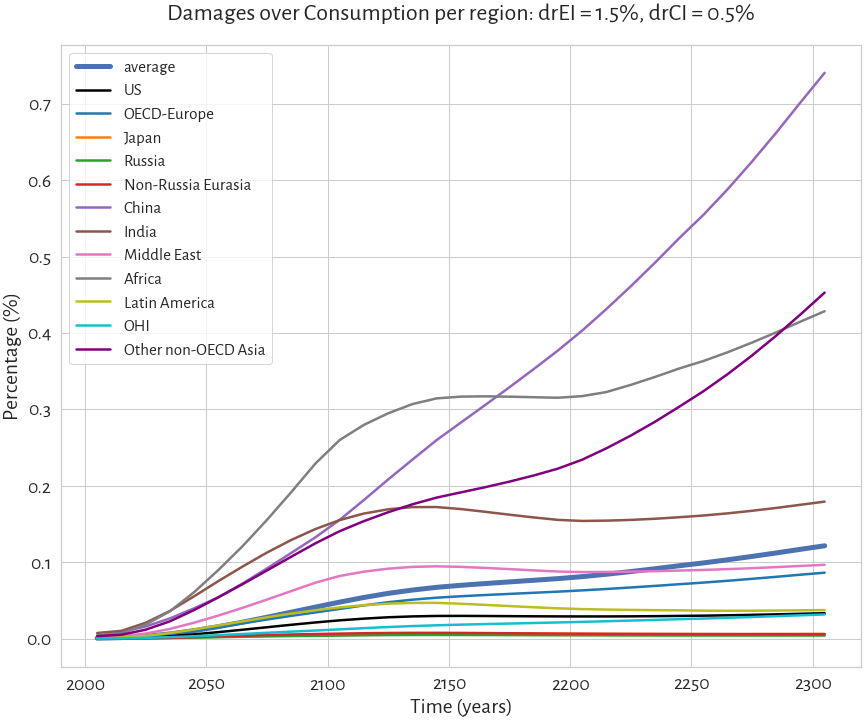 Damages over Consumption per region: drEI = 1.5%, drCI = 0.5%
average
US
OECD-Europe
Japan
Russia
Non-Russia Eurasia
China
India
Middle East
Africa
Latin America
OHI
Other non-OECD Asia
Percentage (%)
0.7
0.6
0.5
0.4
0.3
0.2
0.1
0.0
2000 2050 2100 2150 2200 2250 2300
Time (years)